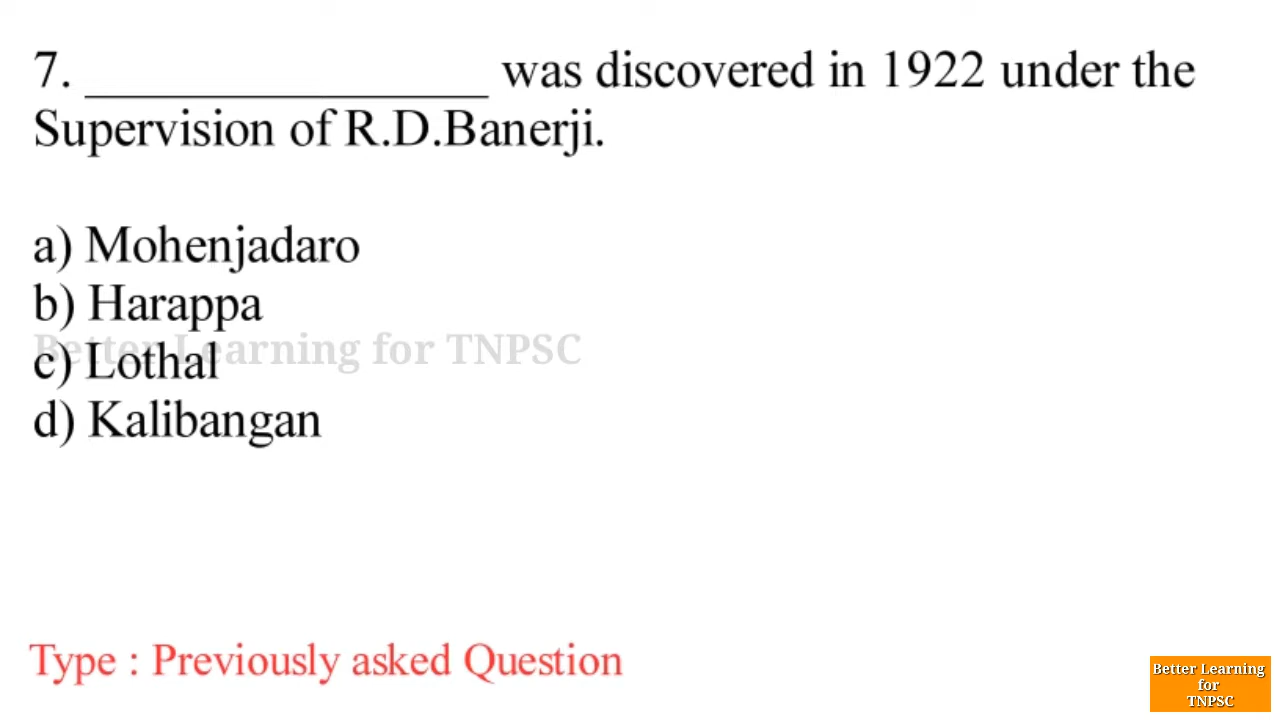 7. ________________ was discovered in 1922 under the
Supervision of R.D.Banerji.
a) Mohenjadaro
b) Harappa
Better Learning for TNPSC
c) Lothal
d) Kalibangan
Type : Previously asked Question
Better Learning
for
TNPSC